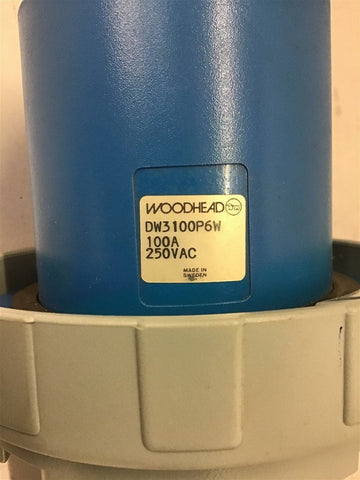 WOODHEAD
DW3100P6W
100A
250VAC
MADE IN
SWEDEN